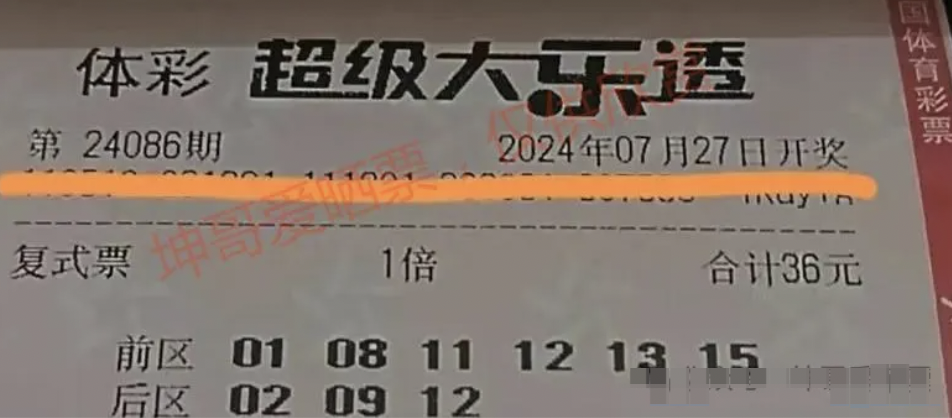 体彩 超级大乐透
第 24086期 2024年07月27日开奖
复式票 1倍 合计36元
前区 01 08 11 12 13 15
后区 02 09 12
国体育彩票
坤哥爱晒票